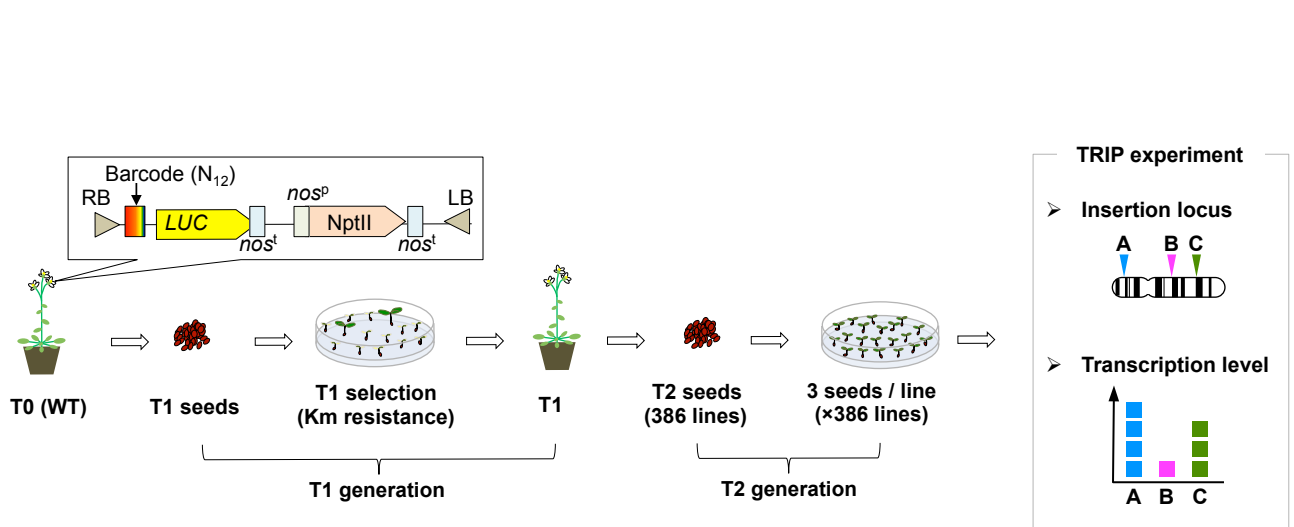 Barcode (N12)
RB
LUC
nost
nosp
NptII
nost
LB
T0 (WT)
T1 seeds
T1 selection
(Km resistance)
T1
T2 seeds
(386 lines)
3 seeds / line
(×386 lines)
T1 generation
T2 generation
TRIP experiment
➢ Insertion locus
A B C
➢ Transcription level
A B C